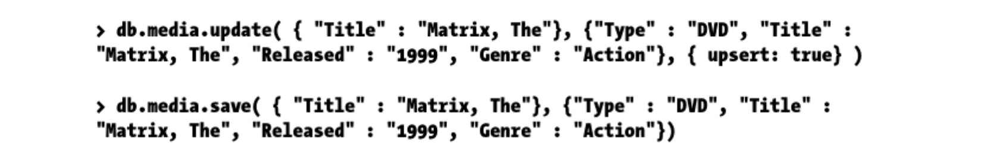 > db.media.update( { "Title" : "Matrix, The"}, {"Type" : "DVD", "Title" :
"Matrix, The", "Released" : "1999", "Genre" : "Action"}, { upsert: true} )
> db.media.save( { "Title" : "Matrix, The"}, {"Type" : "DVD", "Title" :
"Matrix, The", "Released" : "1999", "Genre" : "Action"})